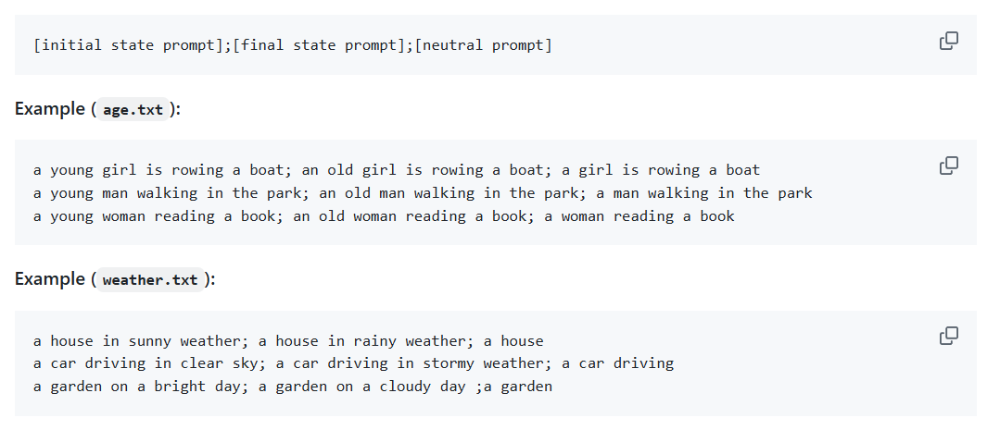 [initial state prompt];[final state prompt];[neutral prompt]
Example (age.txt):
a young girl is rowing a boat; an old girl is rowing a boat; a girl is rowing a boat
a young man walking in the park; an old man walking in the park; a man walking in the park
a young woman reading a book; an old woman reading a book; a woman reading a book
Example (weather.txt):
a house in sunny weather; a house in rainy weather; a house
a car driving in clear sky; a car driving in stormy weather; a car driving
a garden on a bright day; a garden on a cloudy day ;a garden